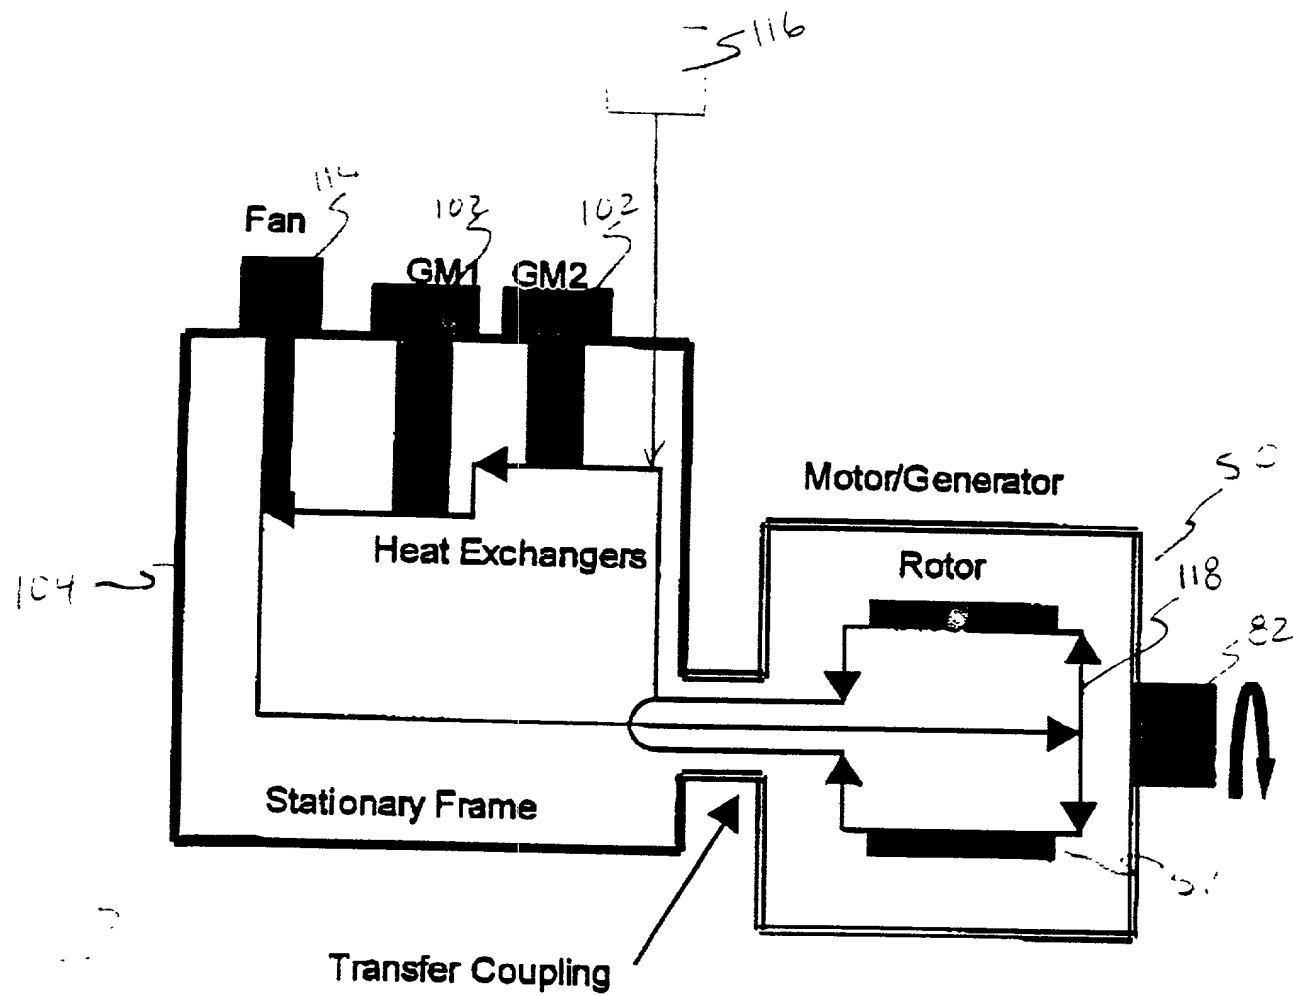 116
Fan
102
102
GM1
GM2
Motor/Generator
50
Heat Exchangers
Rotor
118
104
82
Stationary Frame
Transfer Coupling